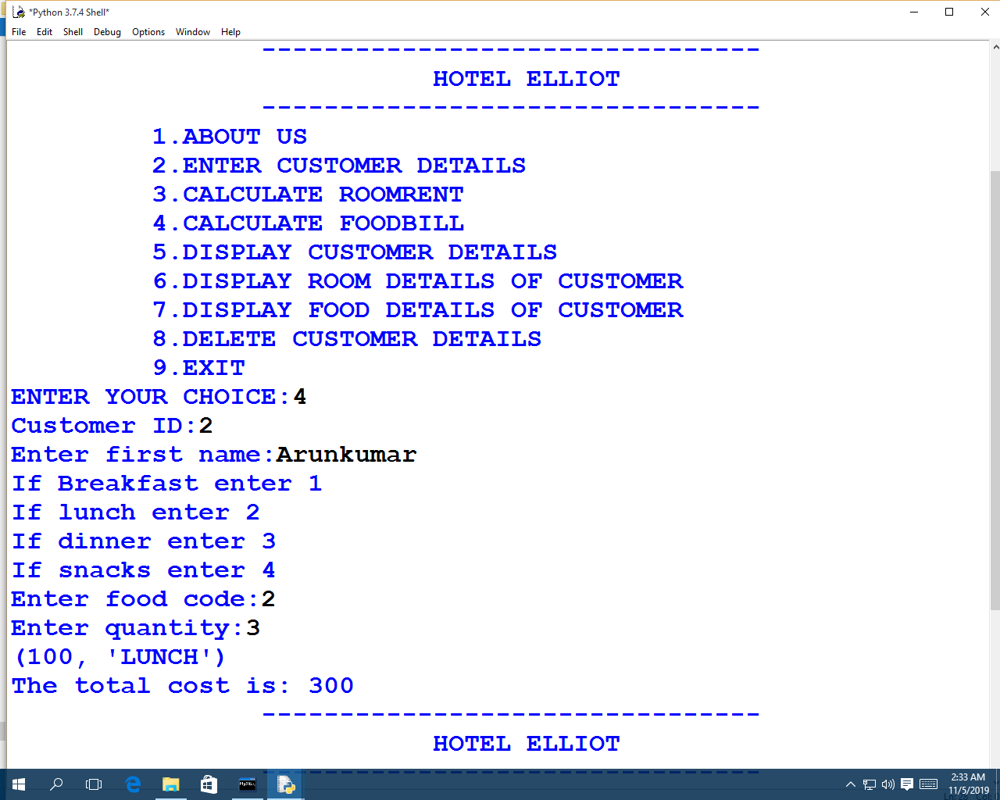 *Python 3.7.4 Shell*
File Edit Shell Debug Options Window Help
--------------------------------
HOTEL ELLIOT
--------------------------------
1.ABOUT US
2.ENTER CUSTOMER DETAILS
3.CALCULATE ROOMRENT
4.CALCULATE FOODBILL
5.DISPLAY CUSTOMER DETAILS
6.DISPLAY ROOM DETAILS OF CUSTOMER
7.DISPLAY FOOD DETAILS OF CUSTOMER
8.DELETE CUSTOMER DETAILS
9.EXIT
ENTER YOUR CHOICE:4
Customer ID:2
Enter first name:Arunkumar
If Breakfast enter 1
If lunch enter 2
If dinner enter 3
If snacks enter 4
Enter food code:2
Enter quantity:3
(100, 'LUNCH')
The total cost is: 300
--------------------------------
HOTEL ELLIOT
--------------------------------
2:33 AM
11/5/2019